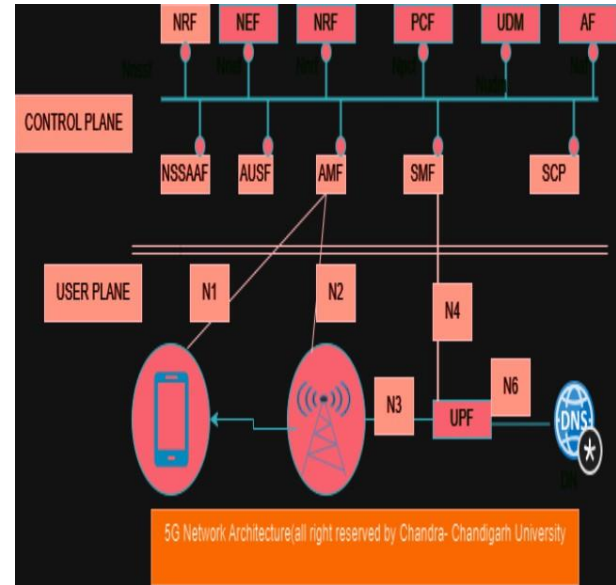 NRF NEF NRF PCF UDM AF
Nnssf
CONTROL PLANE
NSSAAF AUSF AMF SMF SCP
USER PLANE N1 N2 N4
N3 UPF N6
DNS
DN
5G Network Architecture(all right reserved by Chandra- Chandigarh University